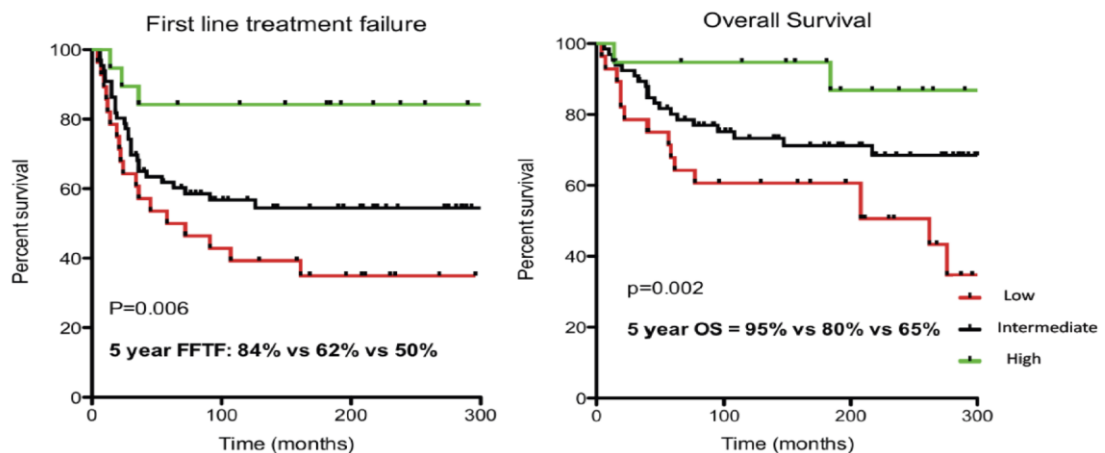 First line treatment failure
100
80
60
40
20
0
Percent survival
P=0.006
5 year FFTF: 84% vs 62% vs 50%
0
100
200
300
Time (months)
Overall Survival
100
80
60
40
20
0
Percent survival
p=0.002
5 year OS = 95% vs 80% vs 65%
0
100
200
300
Time (months)
Low
Intermediate
High